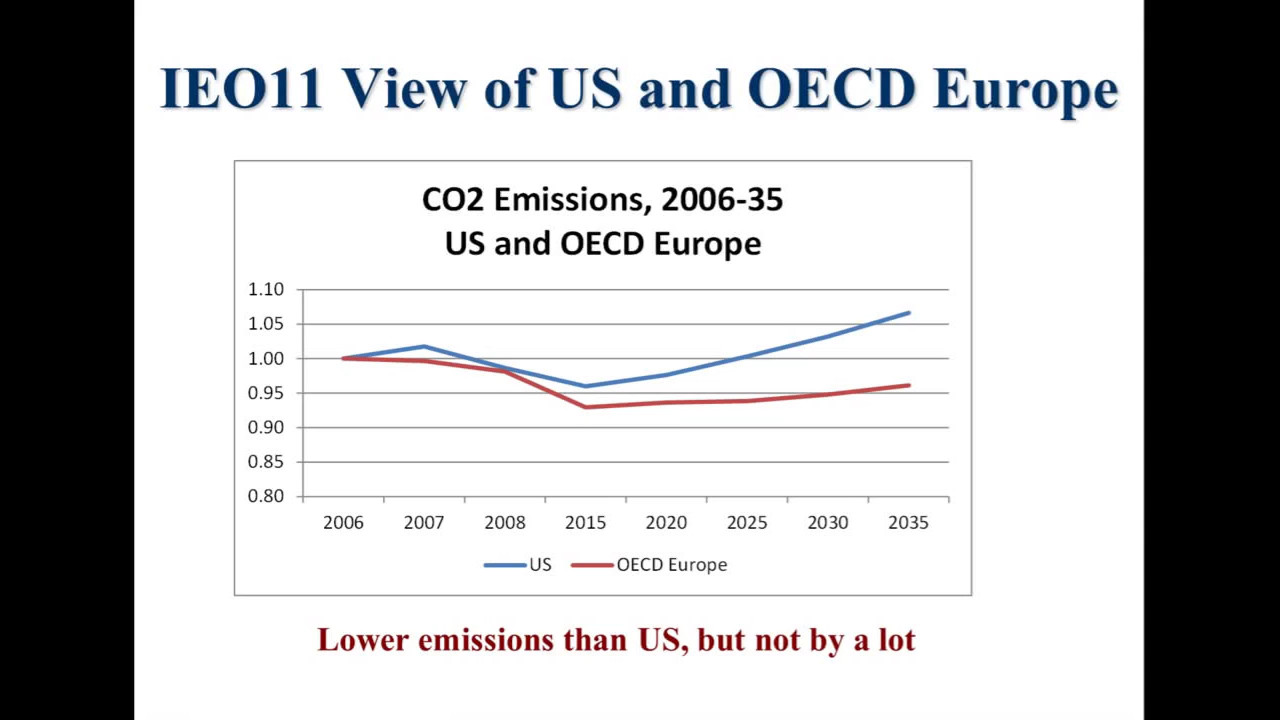 IEO11 View of US and OECD Europe
CO2 Emissions, 2006-35
US and OECD Europe
1.10
1.05
1.00
0.95
0.90
0.85
0.80
2006 2007 2008 2015 2020 2025 2030 2035
US OECD Europe
Lower emissions than US, but not by a lot